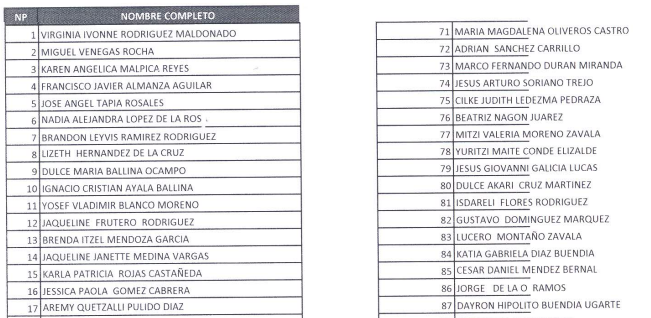 NP NOMBRE COMPLETO
1 VIRGINIA IVONNE RODRIGUEZ MALDONADO
2 MIGUEL VENEGAS ROCHA
3 KAREN ANGELICA MALPICA REYES
4 FRANCISCO JAVIER ALMANZA AGUILAR
5 JOSE ANGEL TAPIA ROSALES
6 NADIA ALEJANDRA LOPEZ DE LA ROS
7 BRANDON LEYVIS RAMIREZ RODRIGUEZ
8 LIZETH HERNANDEZ DE LA CRUZ
9 DULCE MARIA BALLINA OCAMPO
10 IGNACIO CRISTIAN AYALA BALLINA
11 YOSEF VLADIMIR BLANCO MORENO
12 JAQUELINE FRUTERO RODRIGUEZ
13 BRENDA ITZEL MENDOZA GARCIA
14 JAQUELINE JANETTE MEDINA VARGAS
15 KARLA PATRICIA ROJAS CASTAÑEDA
16 JESSICA PAOLA GOMEZ CABRERA
17 AREMY QUETZALLI PULIDO DIAZ
71 MARIA MAGDALENA OLIVEROS CASTRO
72 ADRIAN SANCHEZ CARRILLO
73 MARCO FERNANDO DURAN MIRANDA
74 JESUS ARTURO SORIANO TREJO
75 CILKE JUDITH LEDEZMA PEDRAZA
76 BEATRIZ NAGON JUAREZ
77 MITZI VALERIA MORENO ZAVALA
78 YURITZI MAITE CONDE ELIZALDE
79 JESUS GIOVANNI GALICIA LUCAS
80 DULCE AKARI CRUZ MARTINEZ
81 ISDARELI FLORES RODRIGUEZ
82 GUSTAVO DOMINGUEZ MARQUEZ
83 LUCERO MONTAÑO ZAVALA
84 KATIA GABRIELA DIAZ BUENDIA
85 CESAR DANIEL MENDEZ BERNAL
86 JORGE DE LA O RAMOS
87 DAYRON HIPOLITO BUENDIA UGARTE